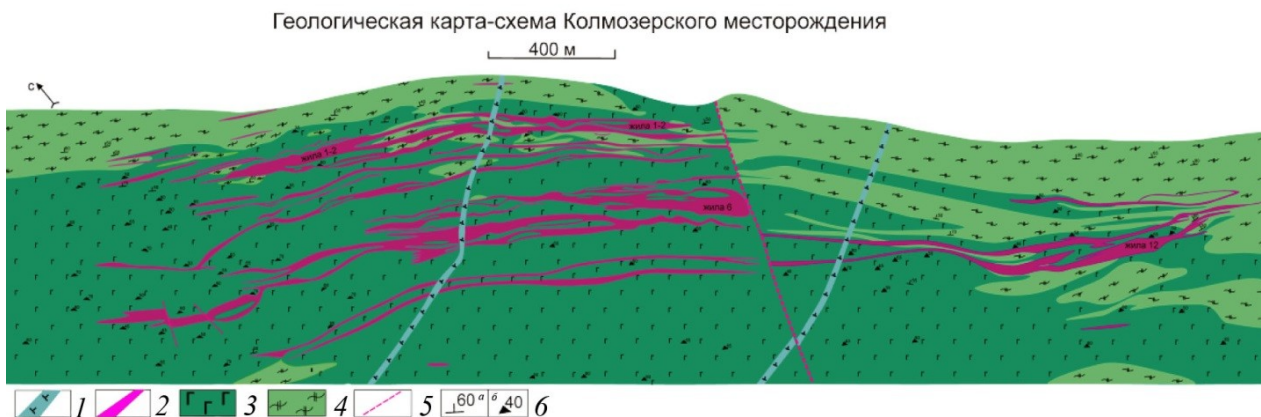 Геологическая карта-схема Колмозерского месторождения
400 м
с
жила 1-2
жила 1-2
жила 6
жила 12
1 2 3 4 5 60 а б 40 6